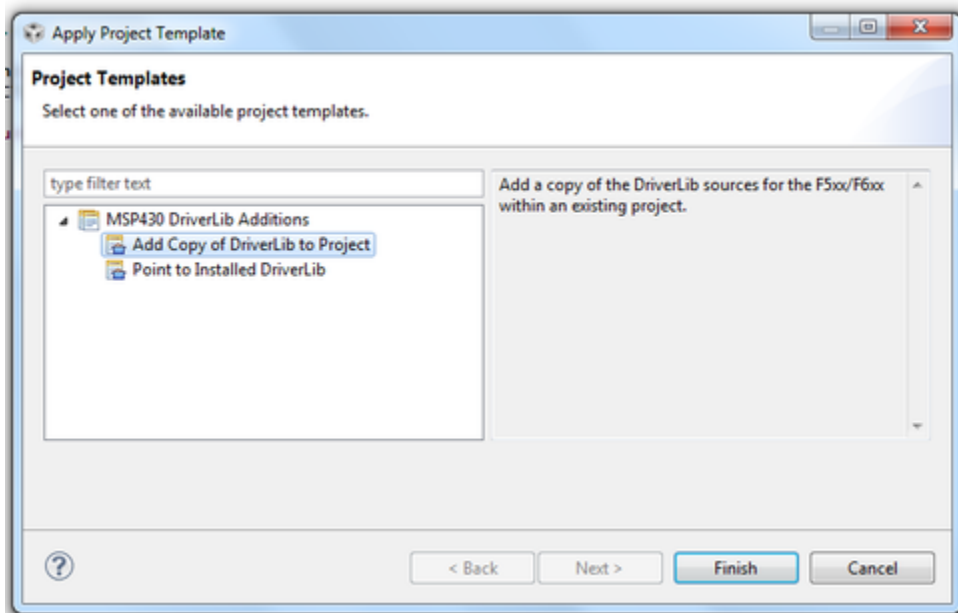 Apply Project Template
Project Templates
Select one of the available project templates.
type filter text
MSP430 DriverLib Additions
Add Copy of DriverLib to Project
Point to Installed DriverLib
Add a copy of the DriverLib sources for the F5xx/F6xx
within an existing project.
?
< Back
Next >
Finish
Cancel